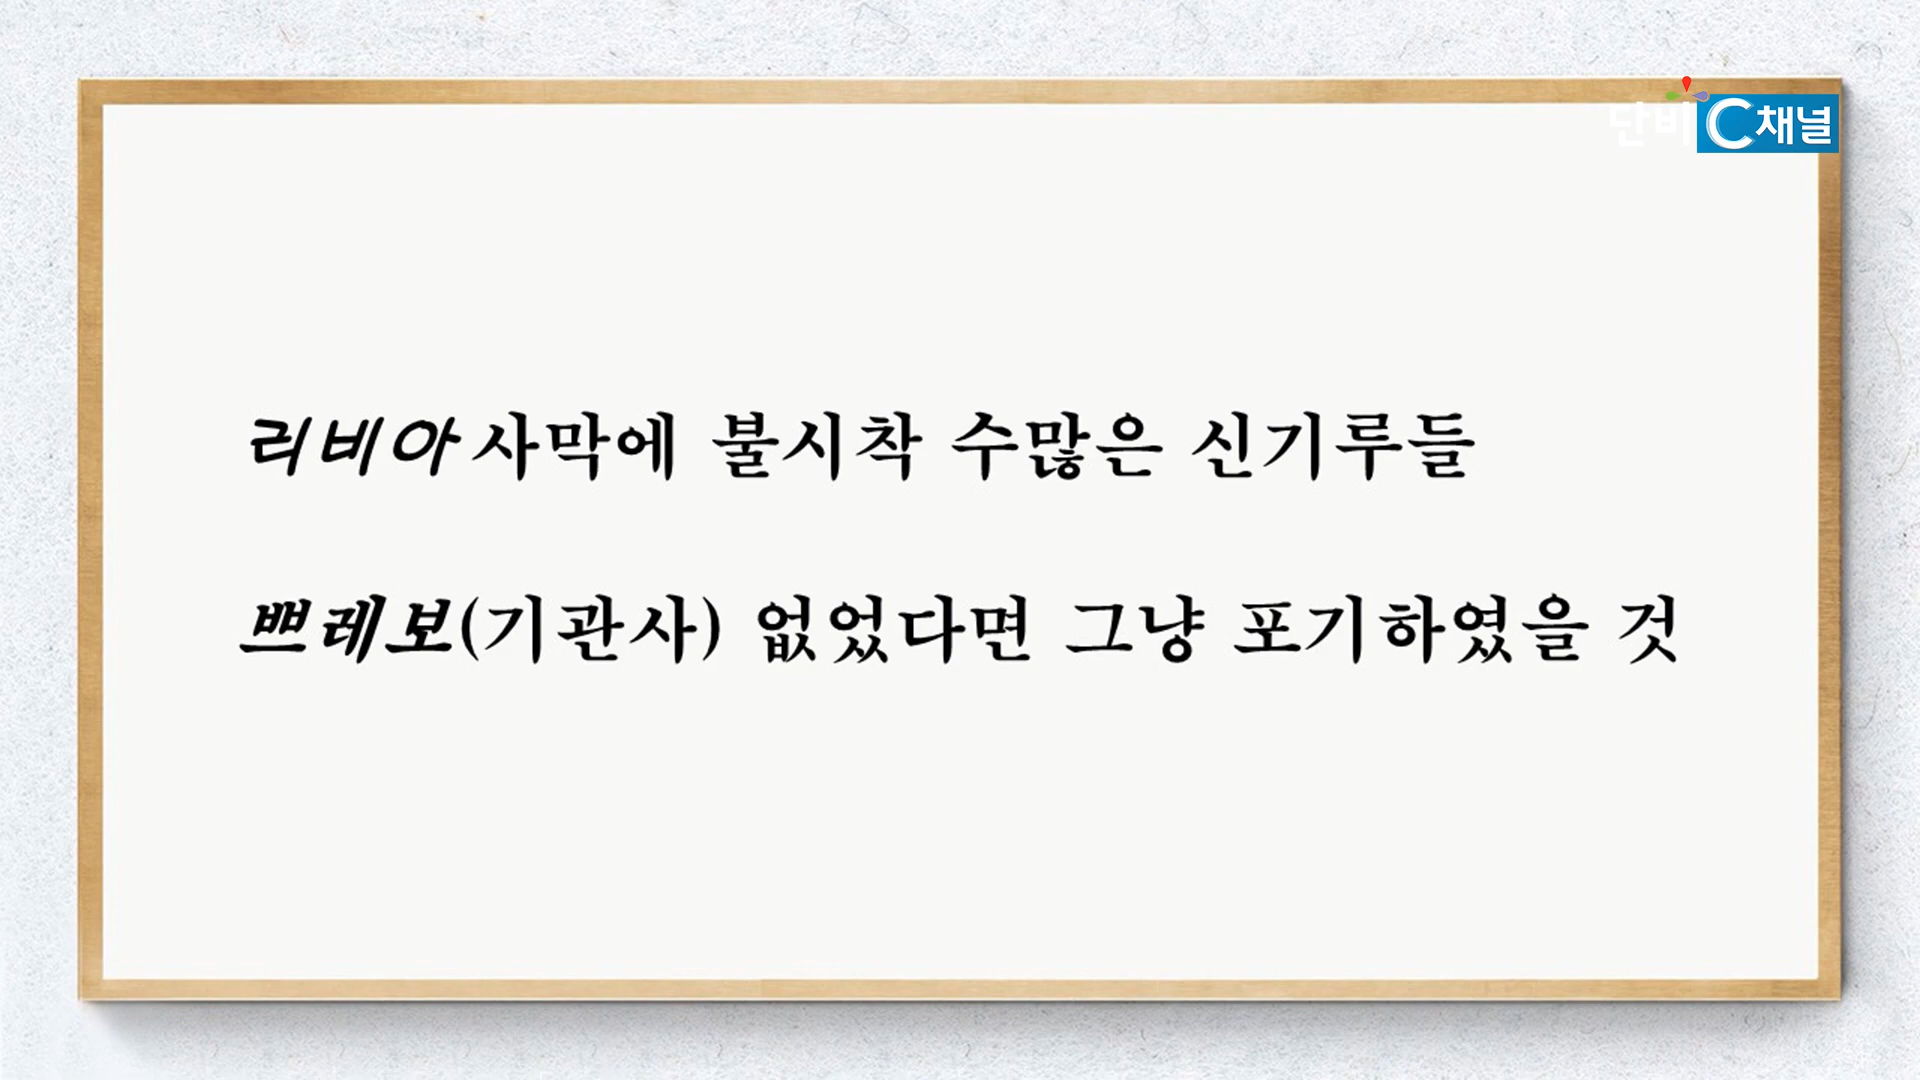 단비 C채널
리비아 사막에 불시착 수많은 신기루들
쁘레보(기관사) 없었다면 그냥 포기하였을 것